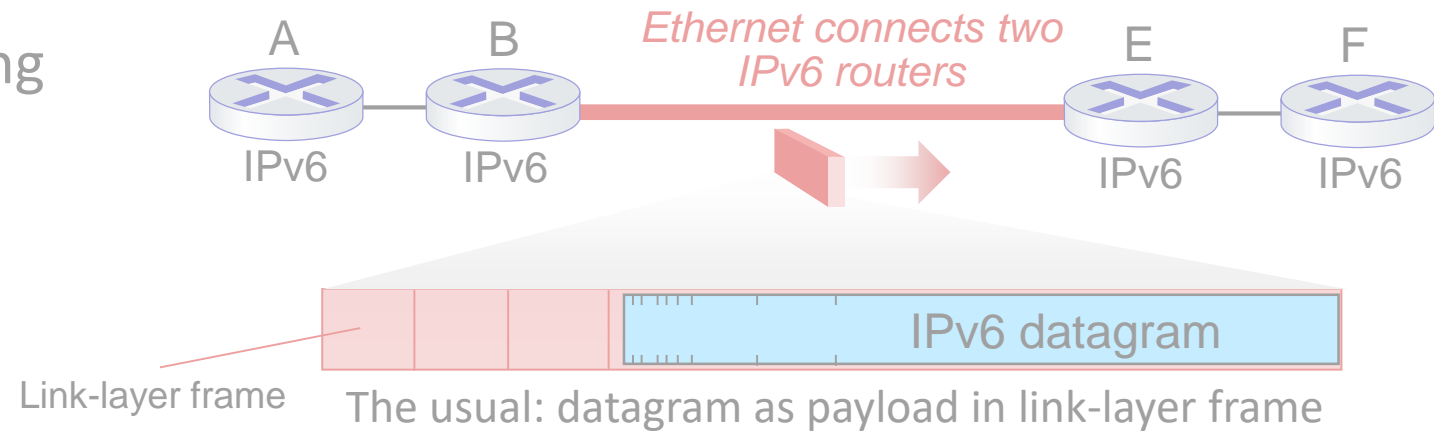 ng
A
B
Ethernet connects two
IPv6 routers
E
F
IPv6
IPv6
IPv6
IPv6
IPv6 datagram
Link-layer frame
The usual: datagram as payload in link-layer frame